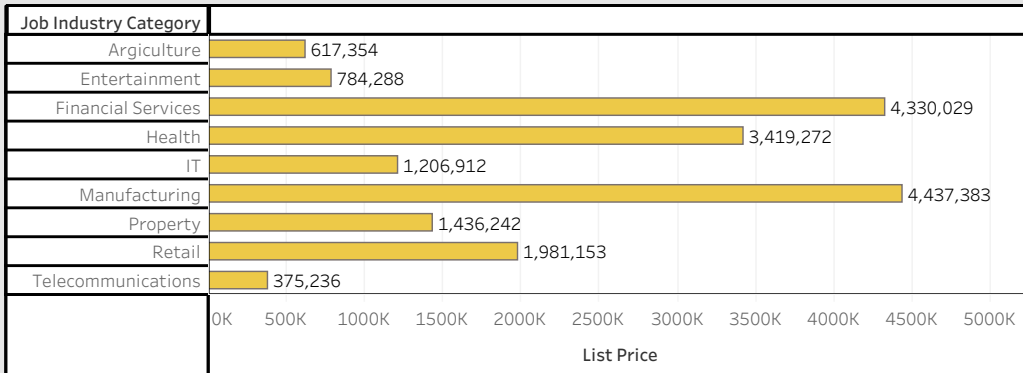 Job Industry Category
Argiculture 617,354
Entertainment 784,288
Financial Services 4,330,029
Health 3,419,272
IT 1,206,912
Manufacturing 4,437,383
Property 1,436,242
Retail 1,981,153
Telecommunications 375,236
0K 500K 1000K 1500K 2000K 2500K 3000K 3500K 4000K 4500K 5000K
List Price